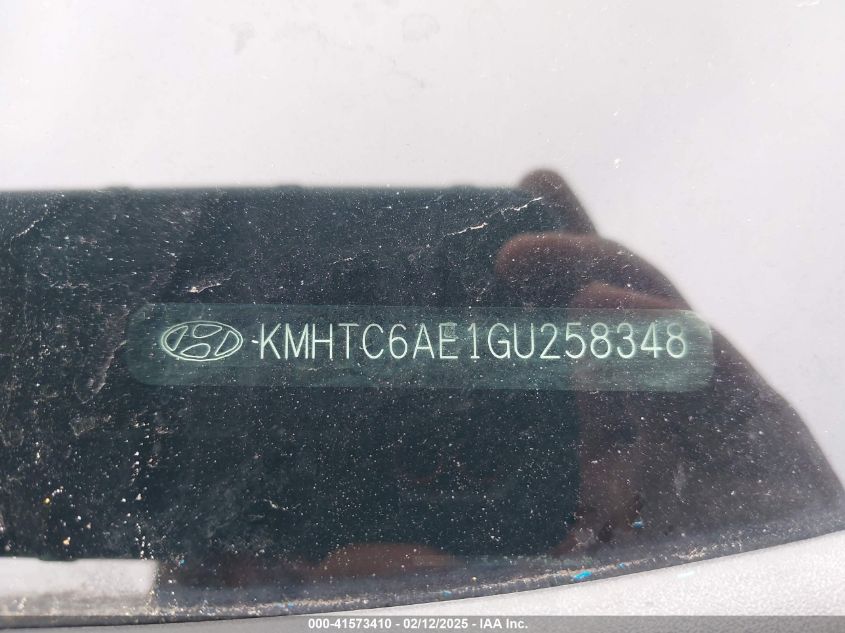 KMHTC6AE1GU258348
000-41573410 - 02/12/2025 - IAA Inc.